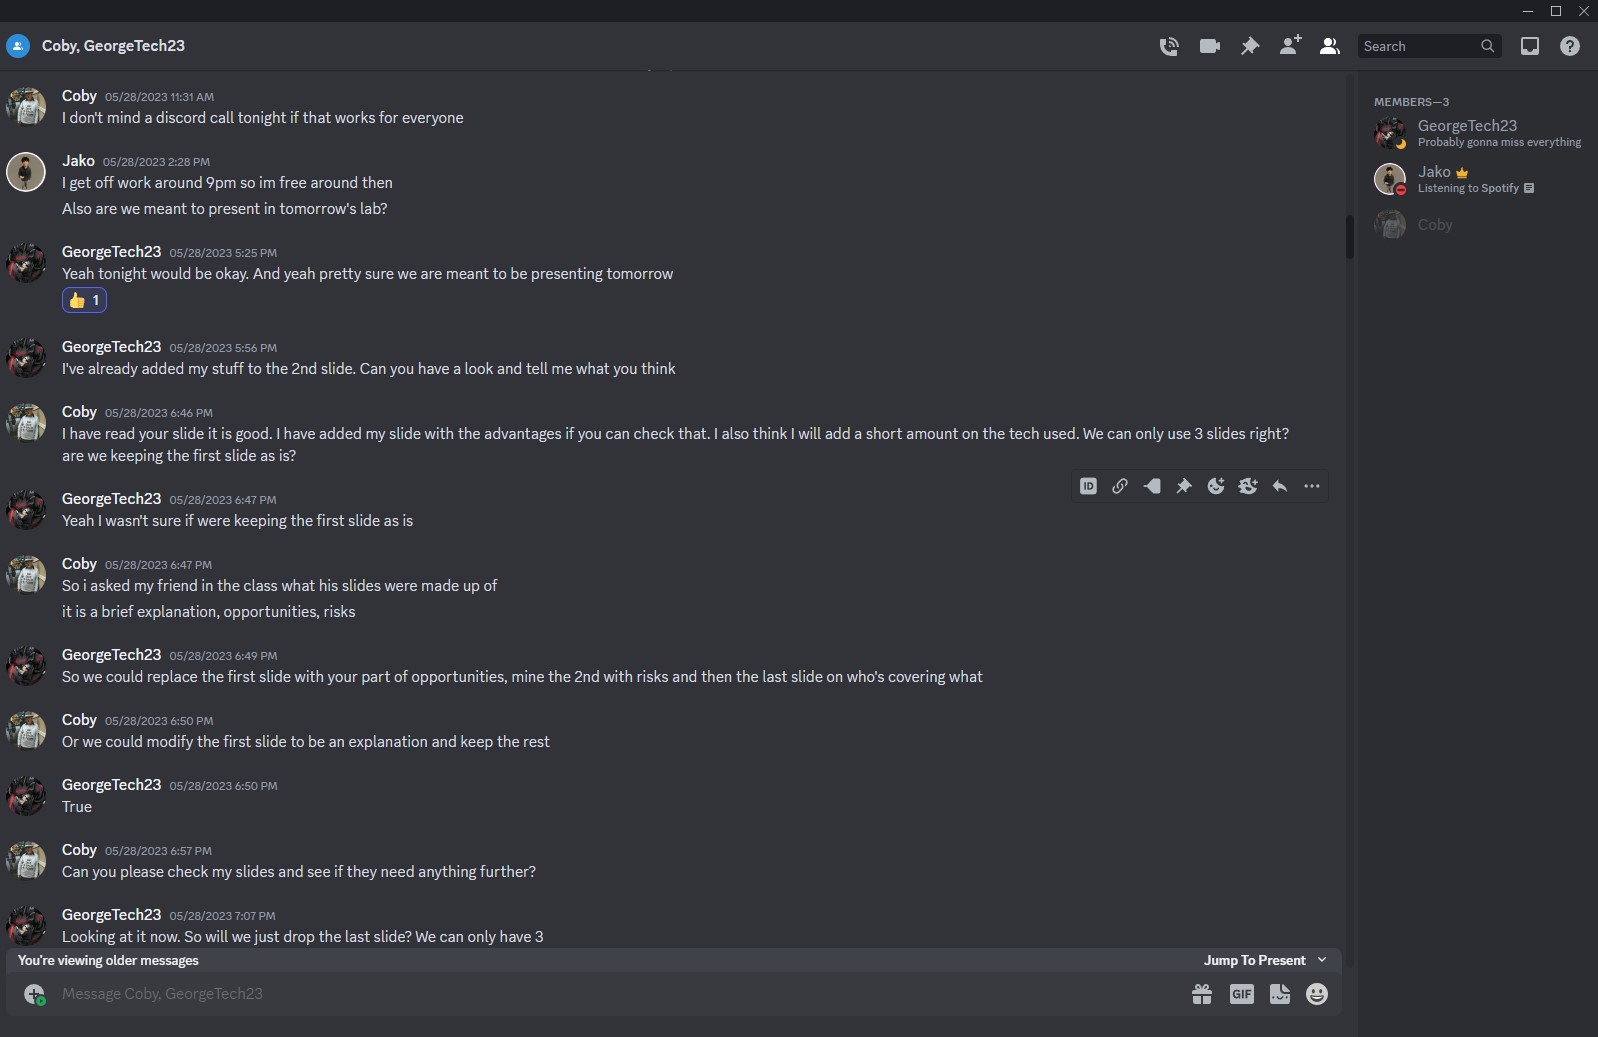 Coby, GeorgeTech23
Search
Coby 05/28/2023 11:31 AM
I don't mind a discord call tonight if that works for everyone
Jako 05/28/2023 2:28 PM
I get off work around 9pm so im free around then
Also are we meant to present in tomorrow's lab?
GeorgeTech23 05/28/2023 5:25 PM
Yeah tonight would be okay. And yeah pretty sure we are meant to be presenting tomorrow
1
GeorgeTech23 05/28/2023 5:56 PM
I've already added my stuff to the 2nd slide. Can you have a look and tell me what you think
Coby 05/28/2023 6:46 PM
I have read your slide it is good. I have added my slide with the advantages if you can check that. I also think I will add a short amount on the tech used. We can only use 3 slides right?
are we keeping the first slide as is?
ID
GeorgeTech23 05/28/2023 6:47 PM
Yeah I wasn't sure if were keeping the first slide as is
Coby 05/28/2023 6:47 PM
So i asked my friend in the class what his slides were made up of
it is a brief explanation, opportunities, risks
GeorgeTech23 05/28/2023 6:49 PM
So we could replace the first slide with your part of opportunities, mine the 2nd with risks and then the last slide on who's covering what
Coby 05/28/2023 6:50 PM
Or we could modify the first slide to be an explanation and keep the rest
GeorgeTech23 05/28/2023 6:50 PM
True
Coby 05/28/2023 6:57 PM
Can you please check my slides and see if they need anything further?
GeorgeTech23 05/28/2023 7:07 PM
Looking at it now. So will we just drop the last slide? We can only have 3
You're viewing older messages
Jump To Present
Message Coby, GeorgeTech23
GIF
MEMBERS—3
GeorgeTech23
Probably gonna miss everything
Jako
Listening to Spotify
Coby